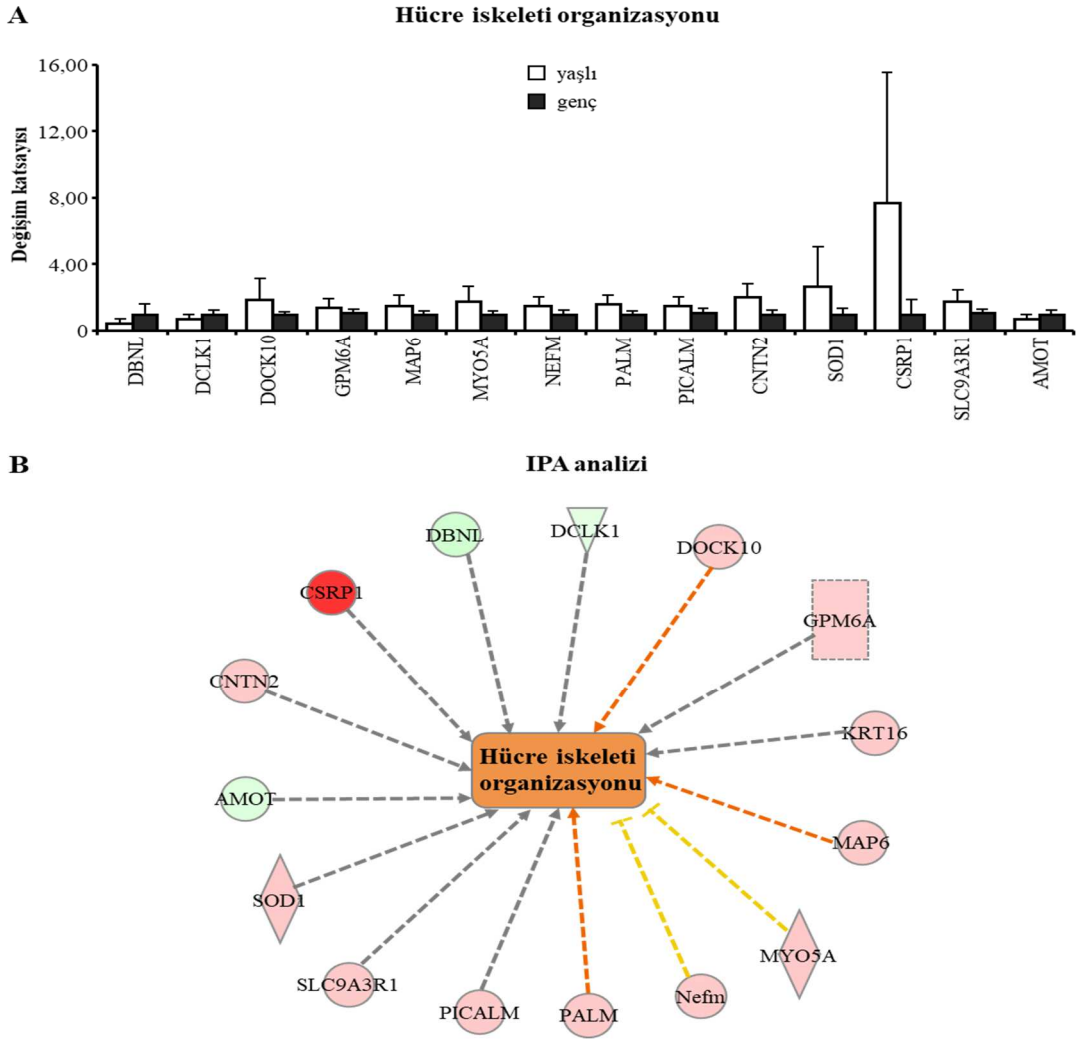 A
Hücre iskeleti organizasyonu
16,00
12,00
8,00
4,00
0
Değişim katsayısı
yaşlı
genç
DBNL
DCLK1
DOCK10
GPM6A
MAP6
MYO5A
NEFM
PALM
PICALM
CNTN2
SOD1
CSRP1
SLC9A3R1
AMOT
B
IPA analizi
DBNL
DCLK1
DOCK10
CSRP1
GPM6A
CNTN2
KRT16
Hücre iskeleti
organizasyonu
AMOT
MAP6
SOD1
MYO5A
SLC9A3R1
PICALM
PALM
Nefm